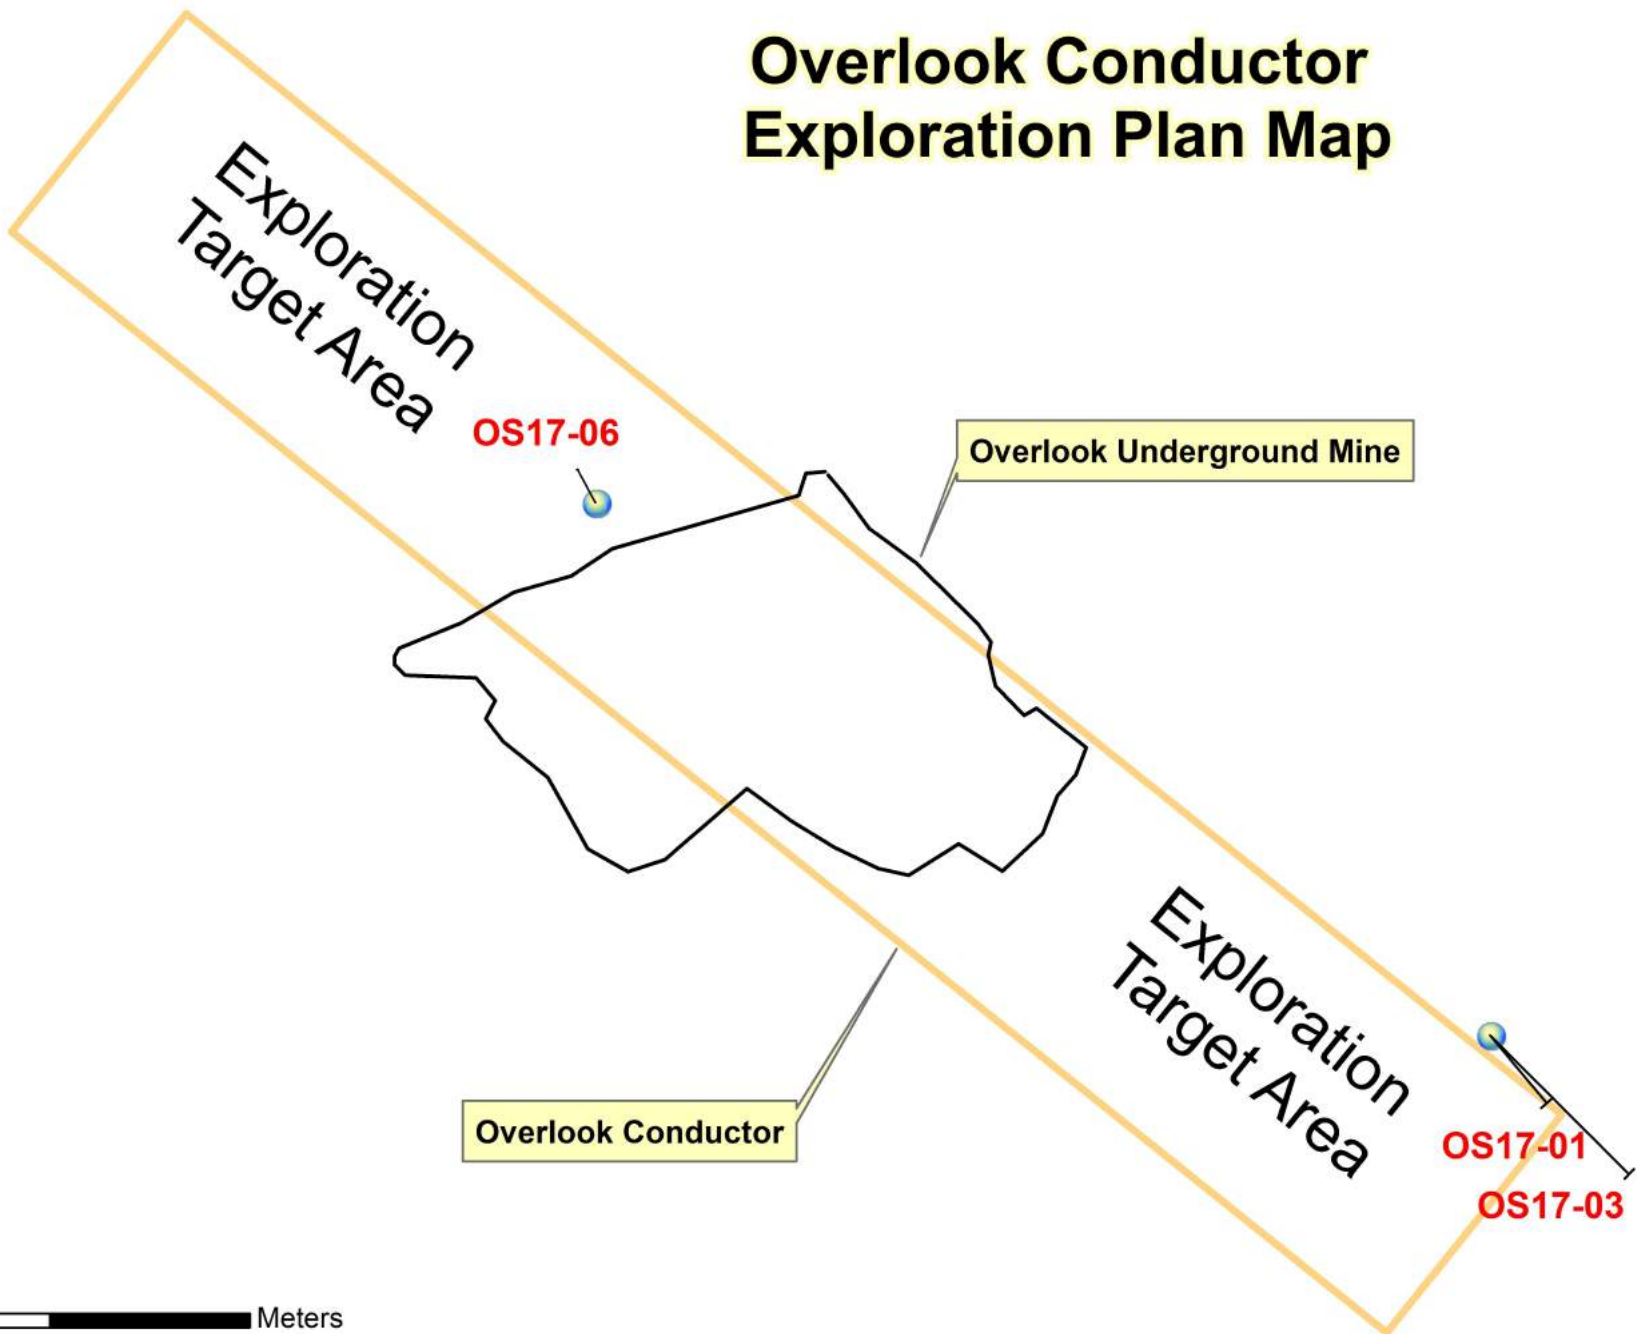 Overlook Conductor
Exploration Plan Map
Exploration
Target Area
OS17-06
Overlook Underground Mine
Exploration
Target Area
Overlook Conductor
OS17-01
OS17-03
Meters